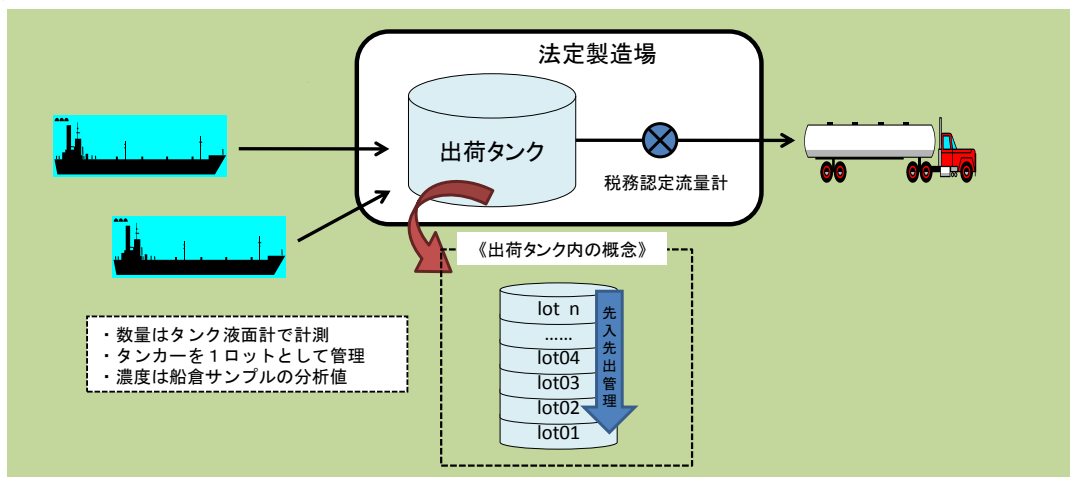 法定製造場
出荷タンク
税務認定流量計
《出荷タンク内の概念》
・数量はタンク液面計で計測
・タンカーを１ロットとして管理
・濃度は船倉サンプルの分析値
lot n
……
lot04
lot03
lot02
lot01
先入先出管理